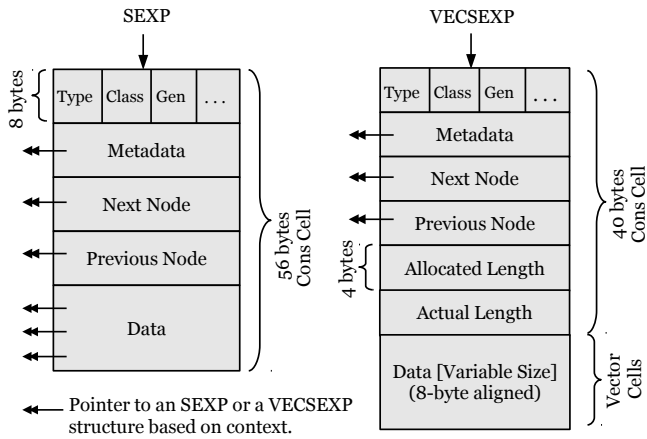 SEXP
8 bytes
Type Class Gen . . .
Metadata
Next Node
Previous Node
Data
56 bytes
Cons Cell
VECSEXP
Type Class Gen . . .
Metadata
Next Node
Previous Node
4 bytes
Allocated Length
Actual Length
40 bytes
Cons Cell
Data [Variable Size]
(8-byte aligned)
Vector
Cells
Pointer to an SEXP or a VECSEXP
structure based on context.